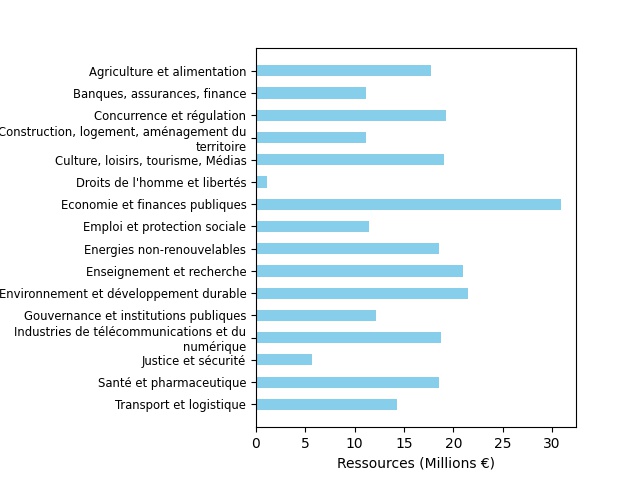 Agriculture et alimentation
Banques, assurances, finance
Concurrence et régulation
Construction, logement, aménagement du
territoire
Culture, loisirs, tourisme, Médias
Droits de l'homme et libertés
Economie et finances publiques
Emploi et protection sociale
Energies non-renouvelables
Enseignement et recherche
Environnement et développement durable
Gouvernance et institutions publiques
Industries de télécommunications et du
numérique
Justice et sécurité
Santé et pharmaceutique
Transport et logistique
0 5 10 15 20 25 30
Ressources (Millions €)